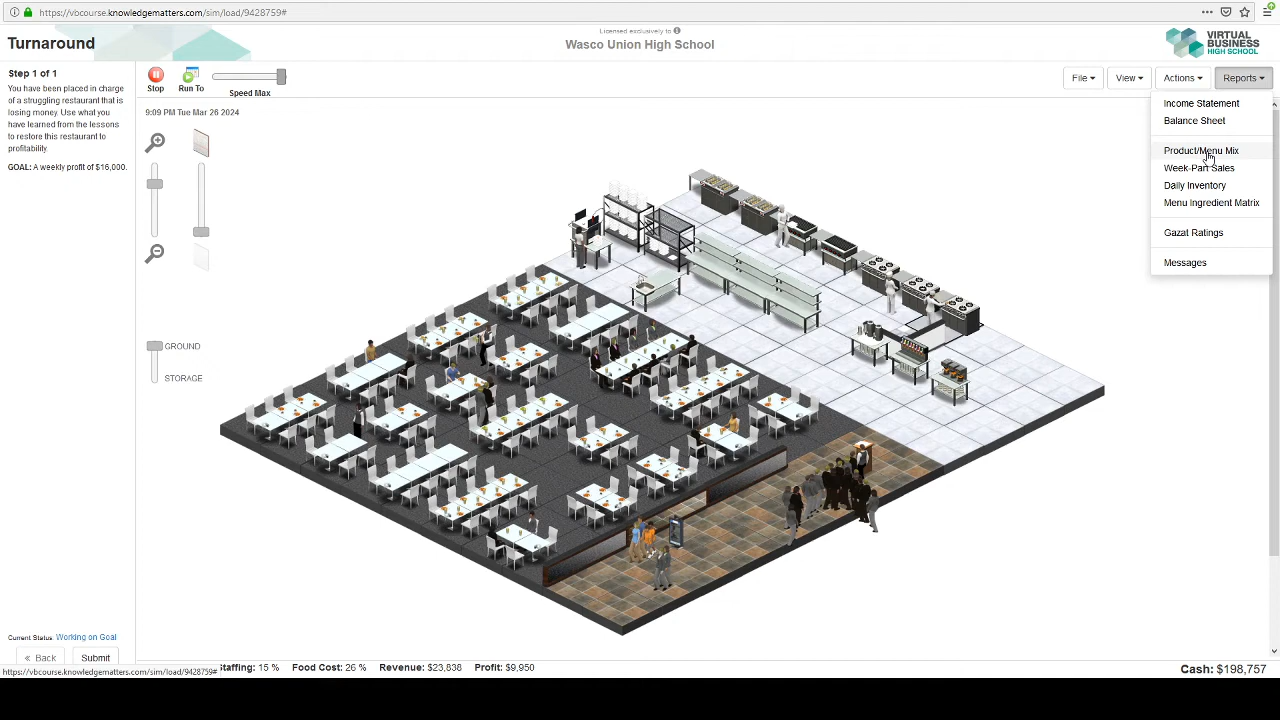 https://vbcourse.knowledgematters.com/sim/load/9428759#
Turnaround
Licensed exclusively to
Wasco Union High School
VIRTUAL
BUSINESS
HIGH SCHOOL
Step 1 of 1
You have been placed in charge
of a struggling restaurant that is
losing money. Use what you
have learned from the lessons
to restore this restaurant to
profitability.
GOAL: A weekly profit of $16,000.
Stop
Run To
Speed Max
File
View
Actions
Reports
9:09 PM Tue Mar 26 2024
Income Statement
Balance Sheet
Product/Menu Mix
Week-Part Sales
Daily Inventory
Menu Ingredient Matrix
Gazat Ratings
Messages
GROUND
STORAGE
Current Status: Working on Goal
« Back
Submit
https://vbcourse.knowledgematters.com/sim/load/9428759#
taffing: 15 % Food Cost: 26 % Revenue: $23,838 Profit: $9,950
Cash: $198,757